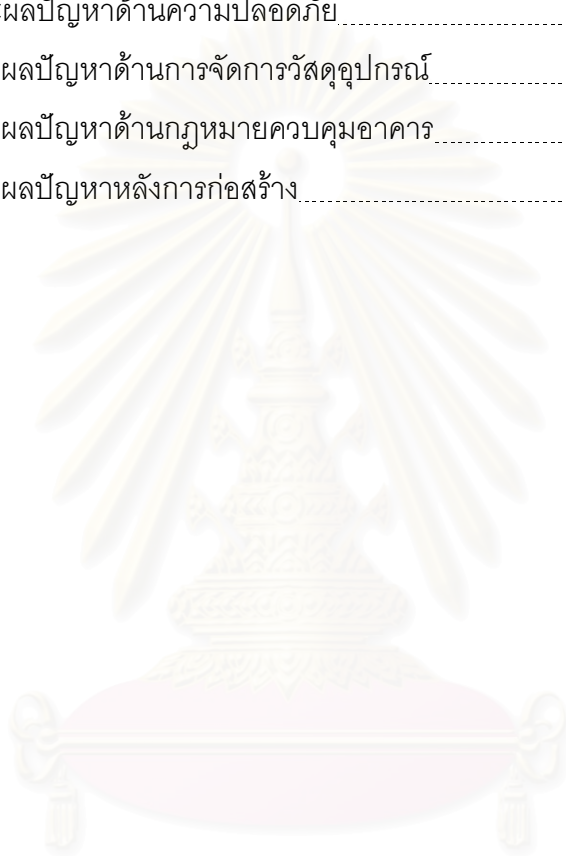 ผลปัญหาด้านความปลอดภัย
ผลปัญหาด้านการจัดการวัสดุอุปกรณ์
ผลปัญหาด้านกฎหมายควบคุมอาคาร
ผลปัญหาหลังการก่อสร้าง